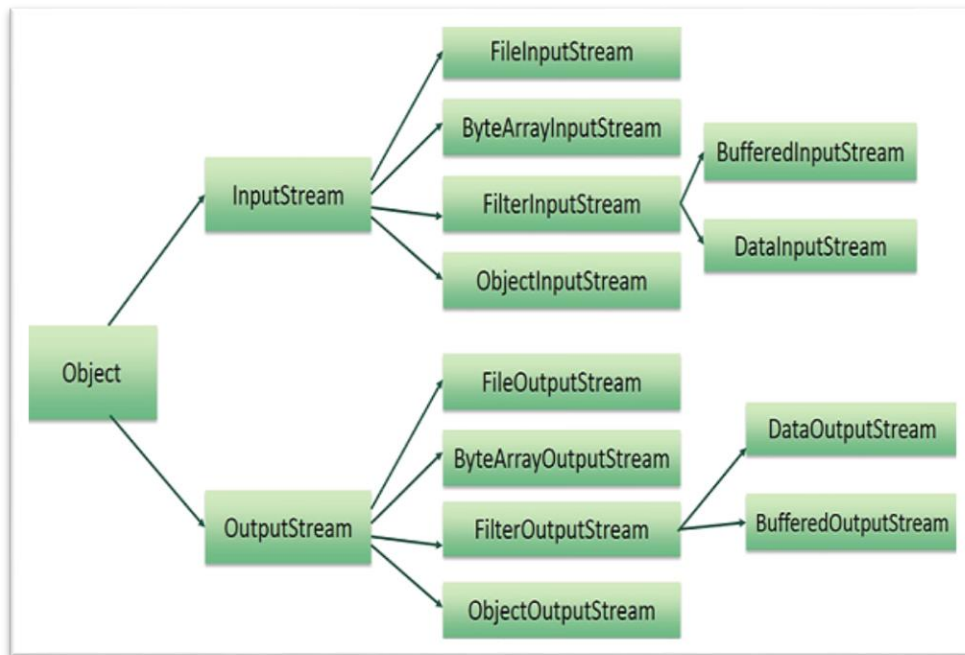 FileInputStream
ByteArrayInputStream
BufferedInputStream
InputStream
FilterInputStream
DataInputStream
ObjectInputStream
Object
FileOutputStream
DataOutputStream
ByteArrayOutputStream
OutputStream
FilterOutputStream
BufferedOutputStream
ObjectOutputStream